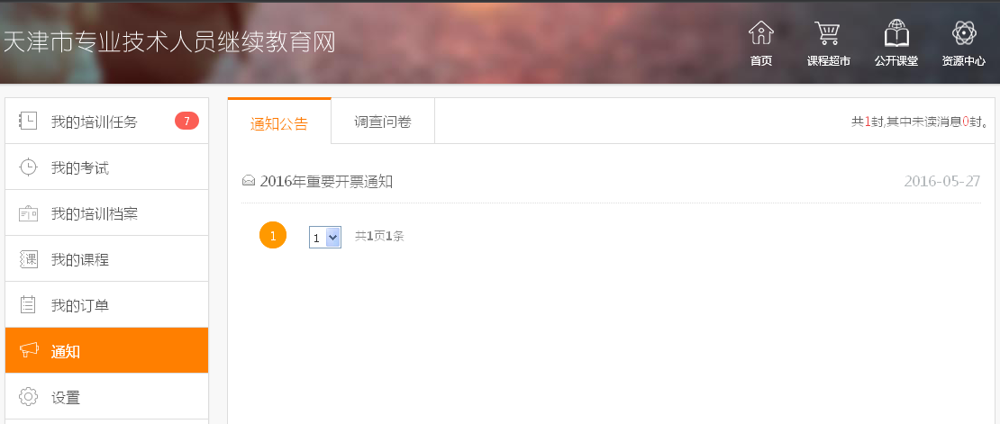 天津市专业技术人员继续教育网
首页
课程超市
公开课堂
资源中心
我的培训任务 7
我的考试
我的培训档案
课 我的课程
我的订单
通知
设置
通知公告
调查问卷
共1封,其中未读消息0封。
2016年重要开票通知 2016-05-27
1 1 共1页1条